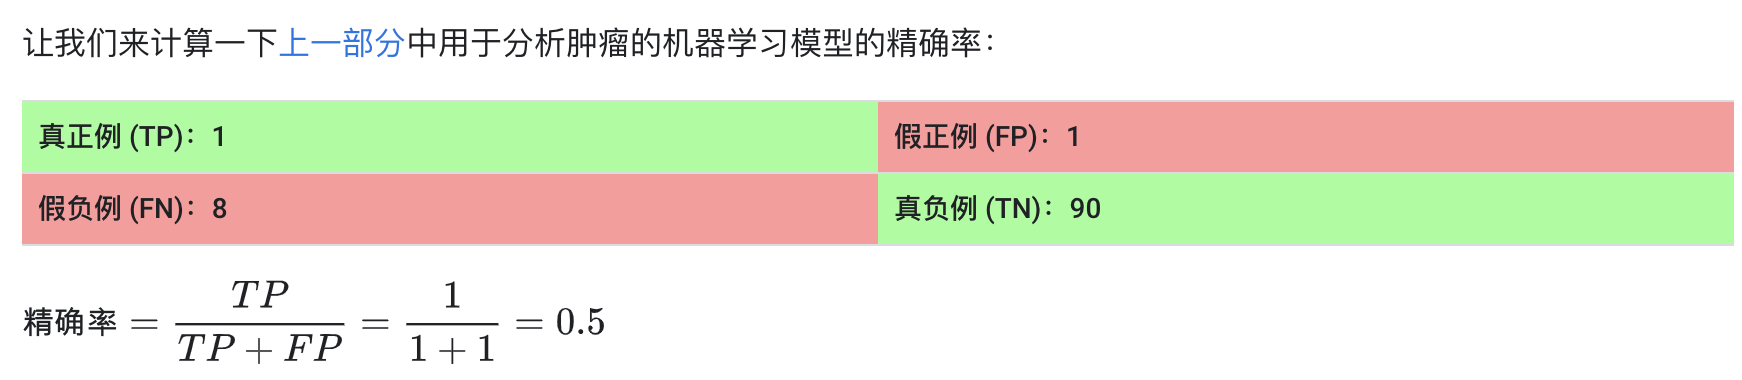 让我们来计算一下上一部分中用于分析肿瘤的机器学习模型的精确率：
真正例 (TP)：1 假正例 (FP)：1
假负例 (FN)：8 真负例 (TN)：90
精确率 = TP / (TP + FP) = 1 / (1 + 1) = 0.5